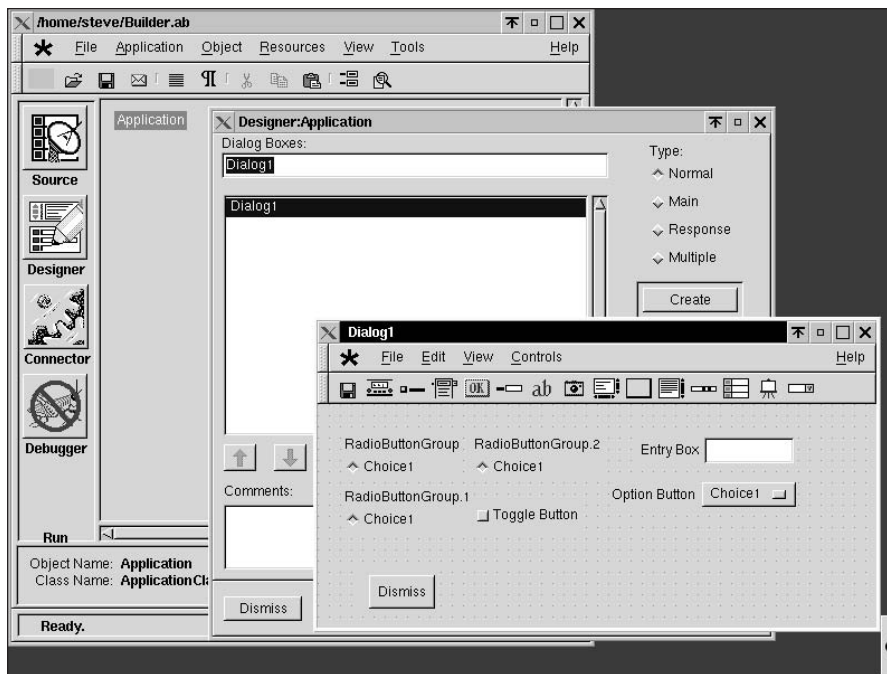 /home/steve/Builder.ab
File Application Object Resources View Tools Help
Application
Source
Designer
Connector
Debugger
Run
Object Name: Application
Class Name: ApplicationCla
Ready.
Designer:Application
Dialog Boxes:
Dialog1
Dialog1
Type:
Normal
Main
Response
Multiple
Create
Comments:
Dismiss
Dialog1
File Edit View Controls Help
OK ab
RadioButtonGroup RadioButtonGroup.2 Entry Box
Choice1 Choice1
RadioButtonGroup.1 Option Button Choice1
Choice1 Toggle Button
Dismiss